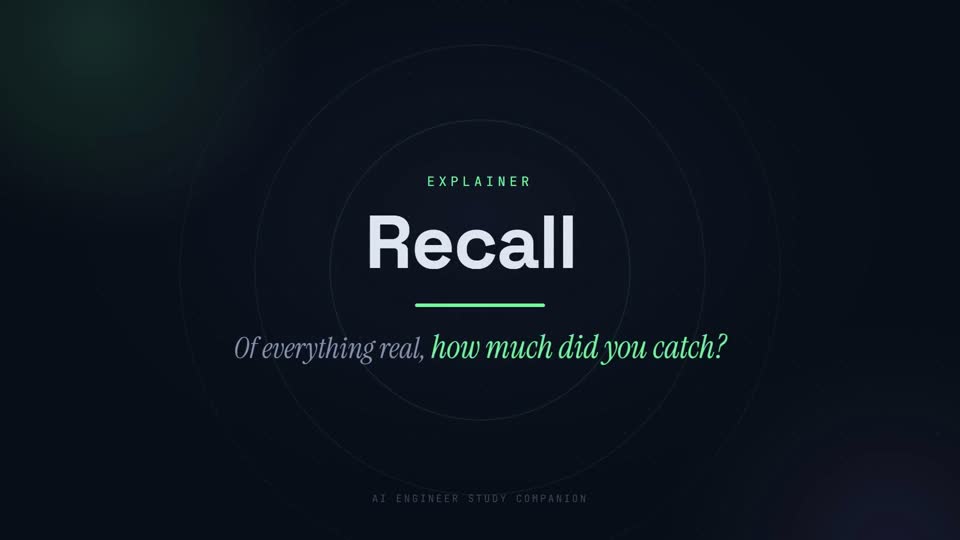 EXPLAINER
Recall
Of everything real, how much did you catch?
AI ENGINEER STUDY COMPANION